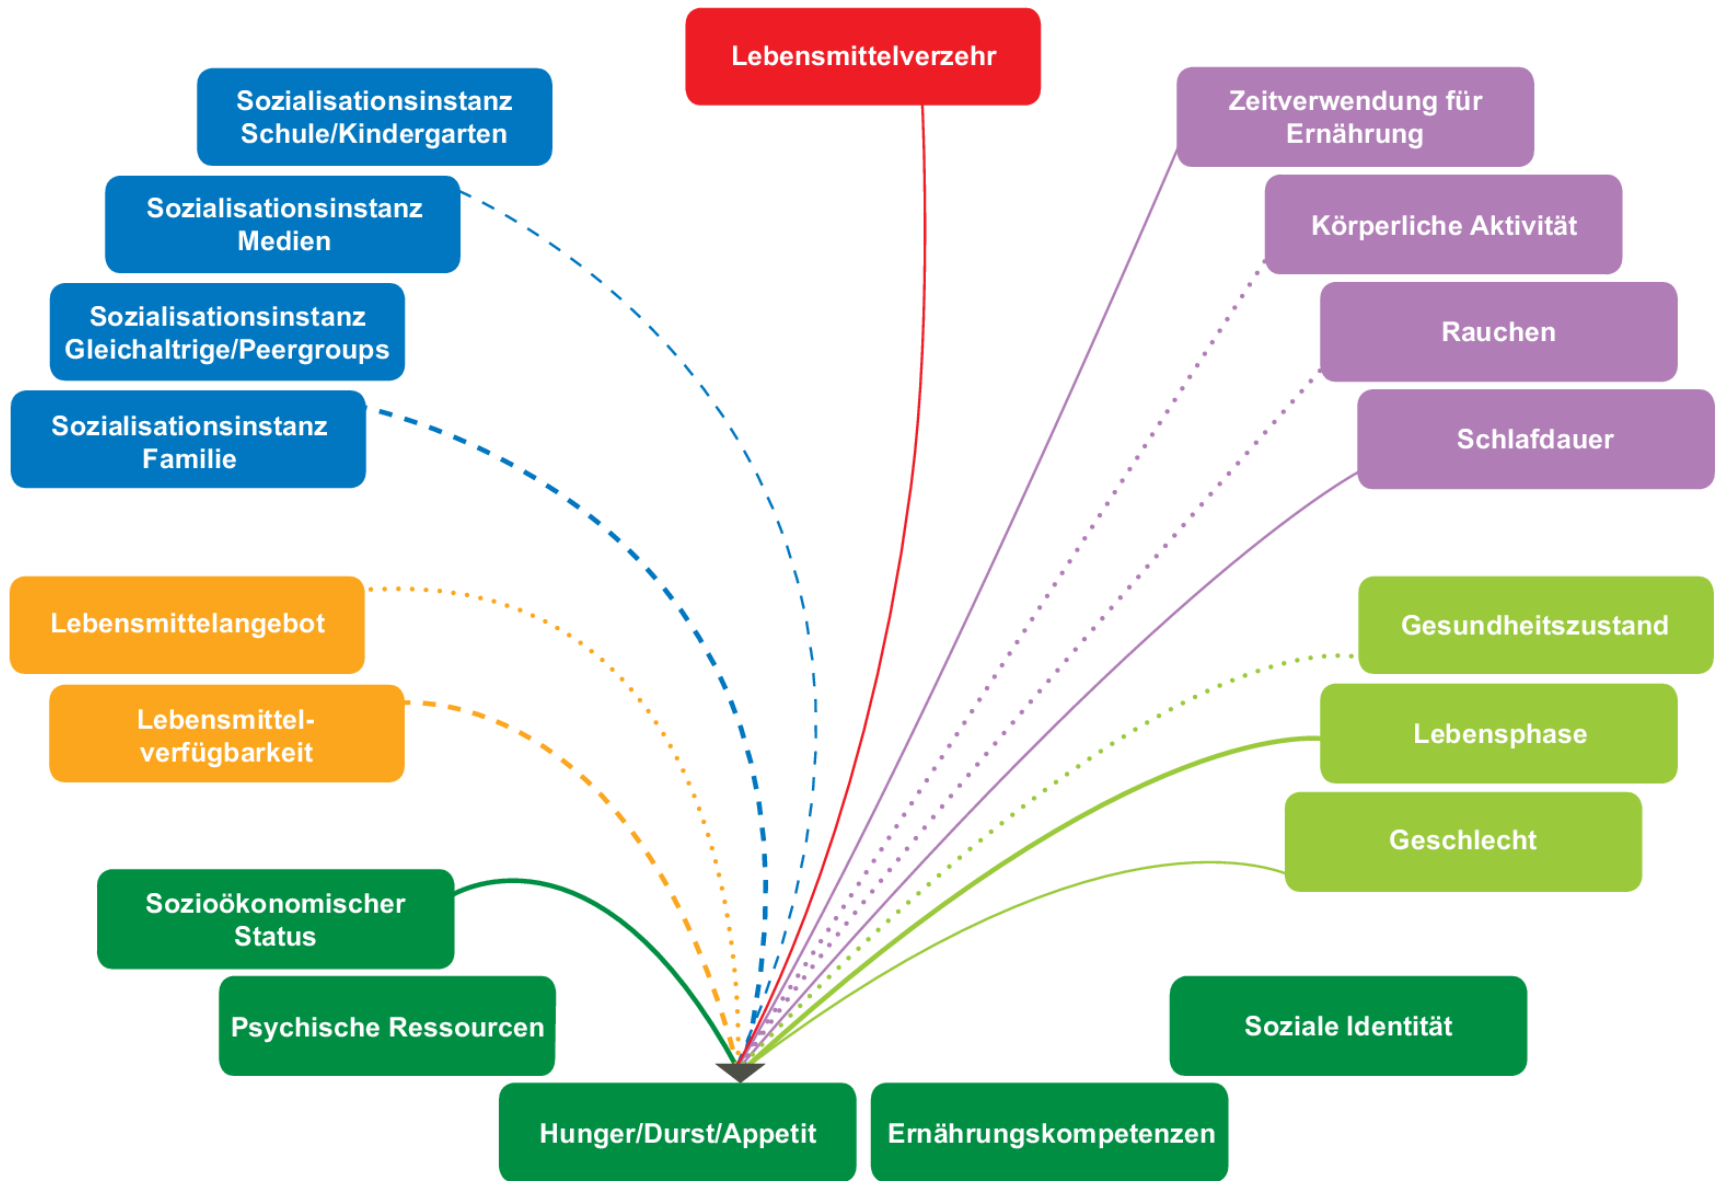 Lebensmittelverzehr
Sozialisationsinstanz
Schule/Kindergarten
Sozialisationsinstanz
Medien
Sozialisationsinstanz
Gleichaltrige/Peergroups
Sozialisationsinstanz
Familie
Lebensmittelangebot
Lebensmittel-
verfügbarkeit
Sozioökonomischer
Status
Psychische Ressourcen
Hunger/Durst/Appetit
Ernährungskompetenzen
Soziale Identität
Zeitverwendung für
Ernährung
Körperliche Aktivität
Rauchen
Schlafdauer
Gesundheitszustand
Lebensphase
Geschlecht